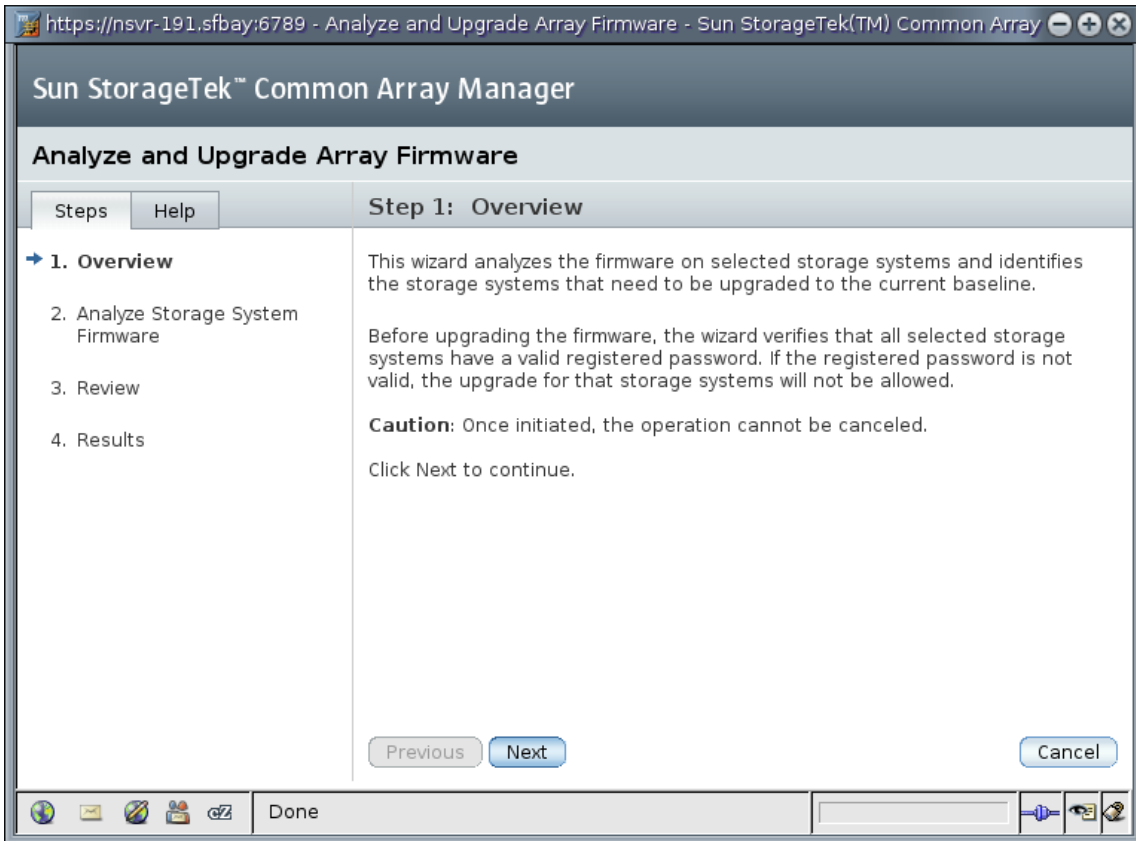 https://nsvr-191.sfbay:6789 - Analyze and Upgrade Array Firmware - Sun StorageTek(TM) Common Array
Sun StorageTek™ Common Array Manager
Analyze and Upgrade Array Firmware
Steps
Help
Step 1: Overview
1. Overview
2. Analyze Storage System
Firmware
3. Review
4. Results
This wizard analyzes the firmware on selected storage systems and identifies
the storage systems that need to be upgraded to the current baseline.
Before upgrading the firmware, the wizard verifies that all selected storage
systems have a valid registered password. If the registered password is not
valid, the upgrade for that storage systems will not be allowed.
Caution: Once initiated, the operation cannot be canceled.
Click Next to continue.
Previous
Next
Cancel
Done